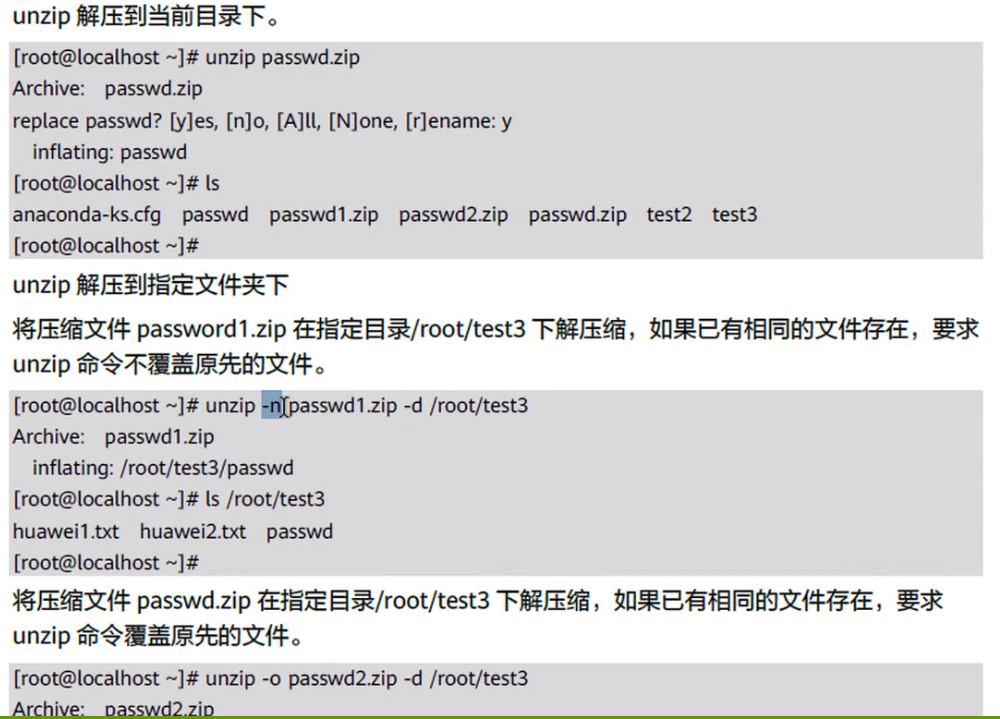 unzip 解压到当前目录下。
[root@localhost ~]# unzip passwd.zip
Archive: passwd.zip
replace passwd? [y]es, [n]o, [A]ll, [N]one, [r]ename: y
inflating: passwd
[root@localhost ~]# ls
anaconda-ks.cfg passwd passwd1.zip passwd2.zip passwd.zip test2 test3
[root@localhost ~]#
unzip 解压到指定文件夹下
将压缩文件 password1.zip 在指定目录/root/test3 下解压缩，如果已有相同的文件存在，要求
unzip 命令不覆盖原先的文件。
[root@localhost ~]# unzip -n passwd1.zip -d /root/test3
Archive: passwd1.zip
inflating: /root/test3/passwd
[root@localhost ~]# ls /root/test3
huawei1.txt huawei2.txt passwd
[root@localhost ~]#
将压缩文件 passwd.zip 在指定目录/root/test3 下解压缩，如果已有相同的文件存在，要求
unzip 命令覆盖原先的文件。
[root@localhost ~]# unzip -o passwd2.zip -d /root/test3
Archive: passwd2.zip